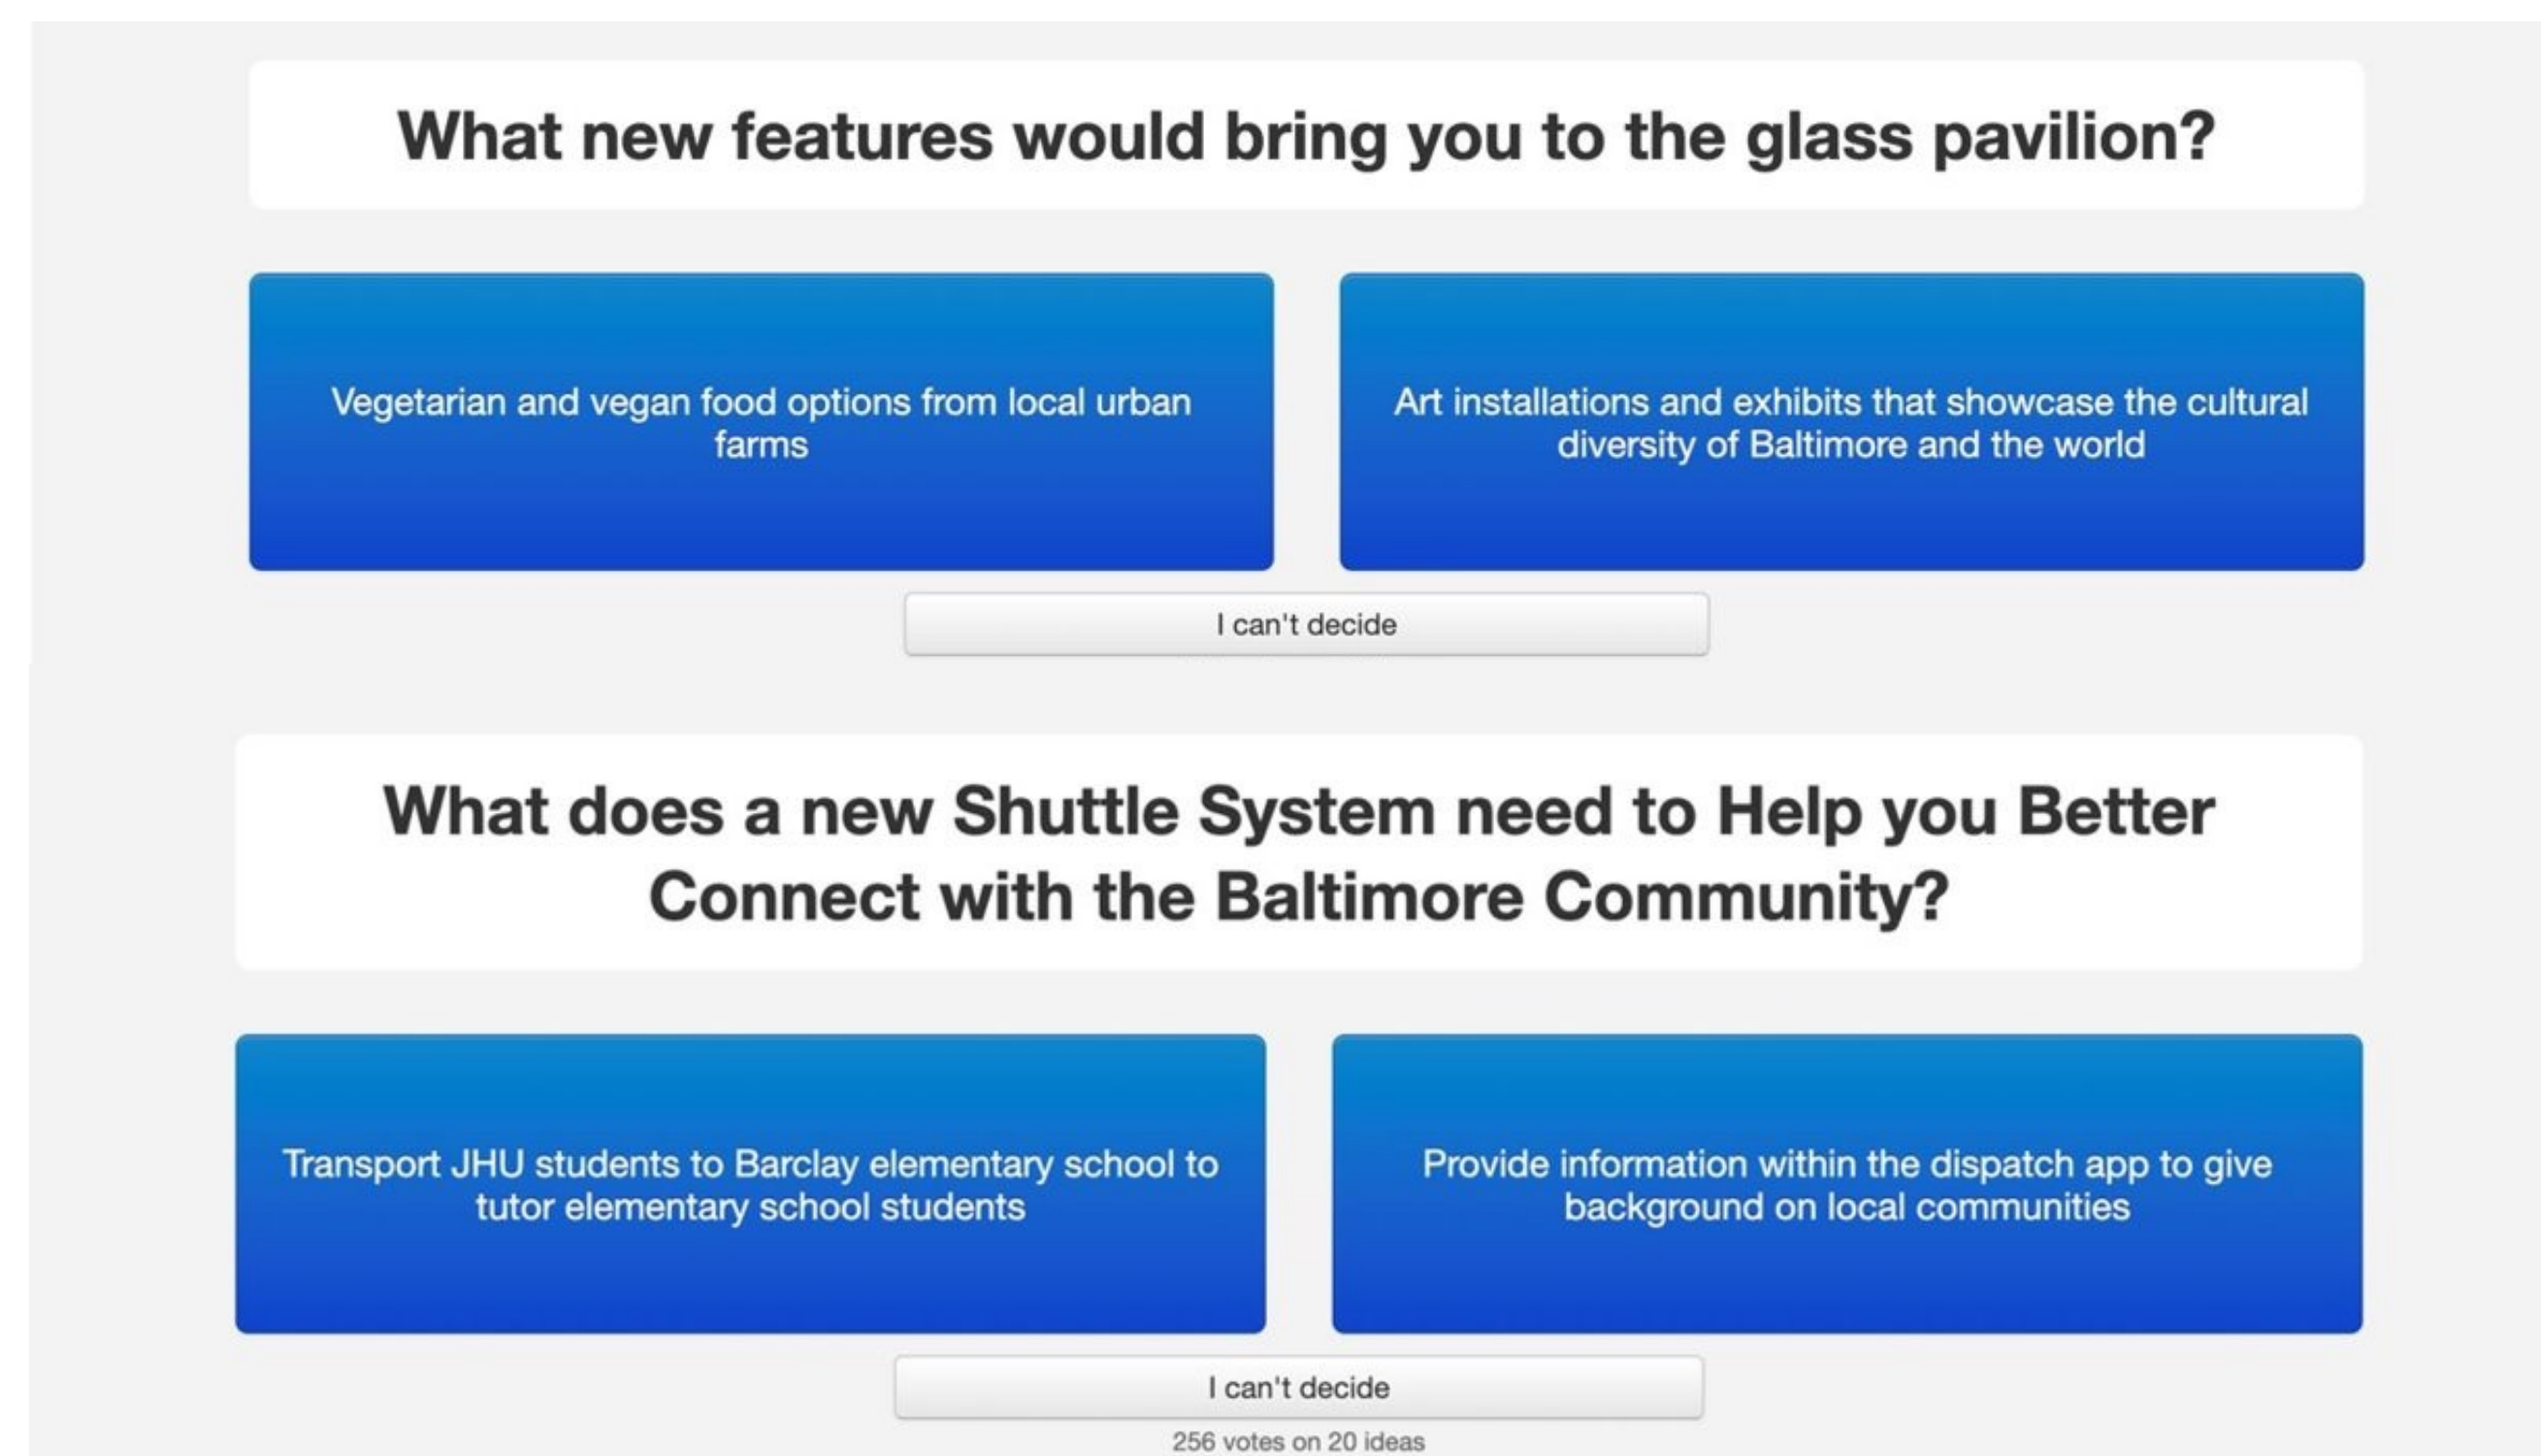 What new features would bring you to the glass pavilion?
Vegetarian and vegan food options from local urban
farms
Art installations and exhibits that showcase the cultural
diversity of Baltimore and the world
I can't decide
What does a new Shuttle System need to Help you Better
Connect with the Baltimore Community?
Transport JHU students to Barclay elementary school to
tutor elementary school students
Provide information within the dispatch app to give
background on local communities
I can't decide
256 votes on 20 ideas